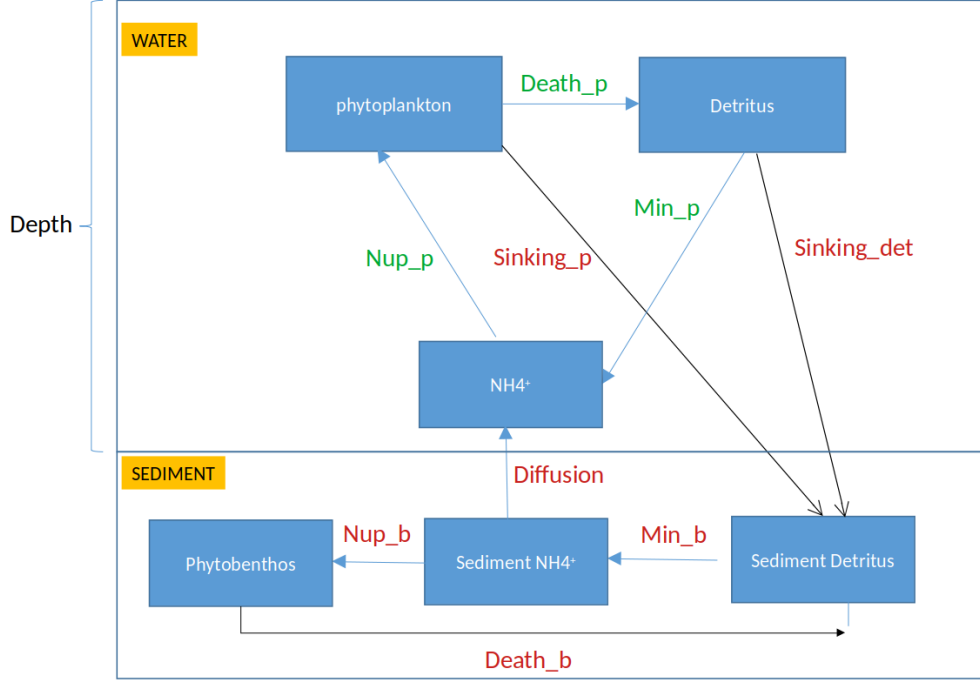 WATER
phytoplankton
Death_p
Detritus
Min_p
Depth
Nup_p
Sinking_p
Sinking_det
NH4⁺
SEDIMENT
Diffusion
Nup_b
Min_b
Phytobenthos
Sediment NH4⁺
Sediment Detritus
Death_b